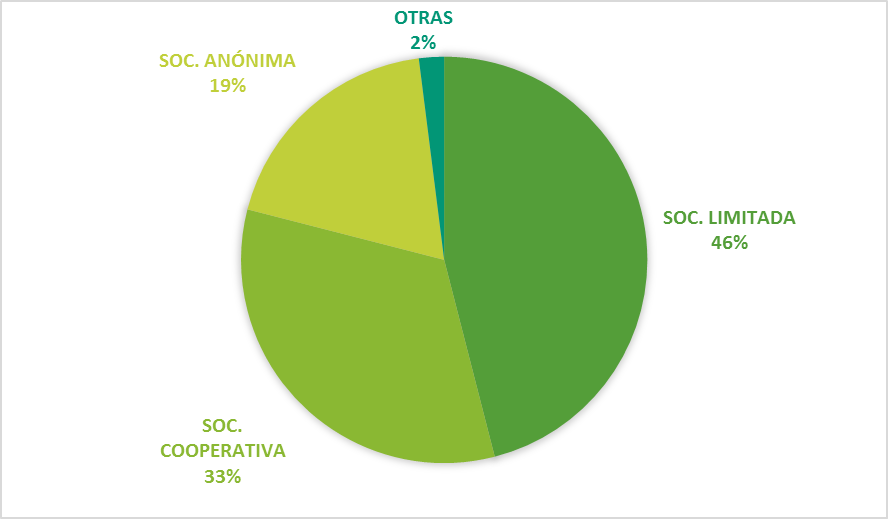 OTRAS
2%
SOC. ANÓNIMA
19%
SOC. LIMITADA
46%
SOC.
COOPERATIVA
33%